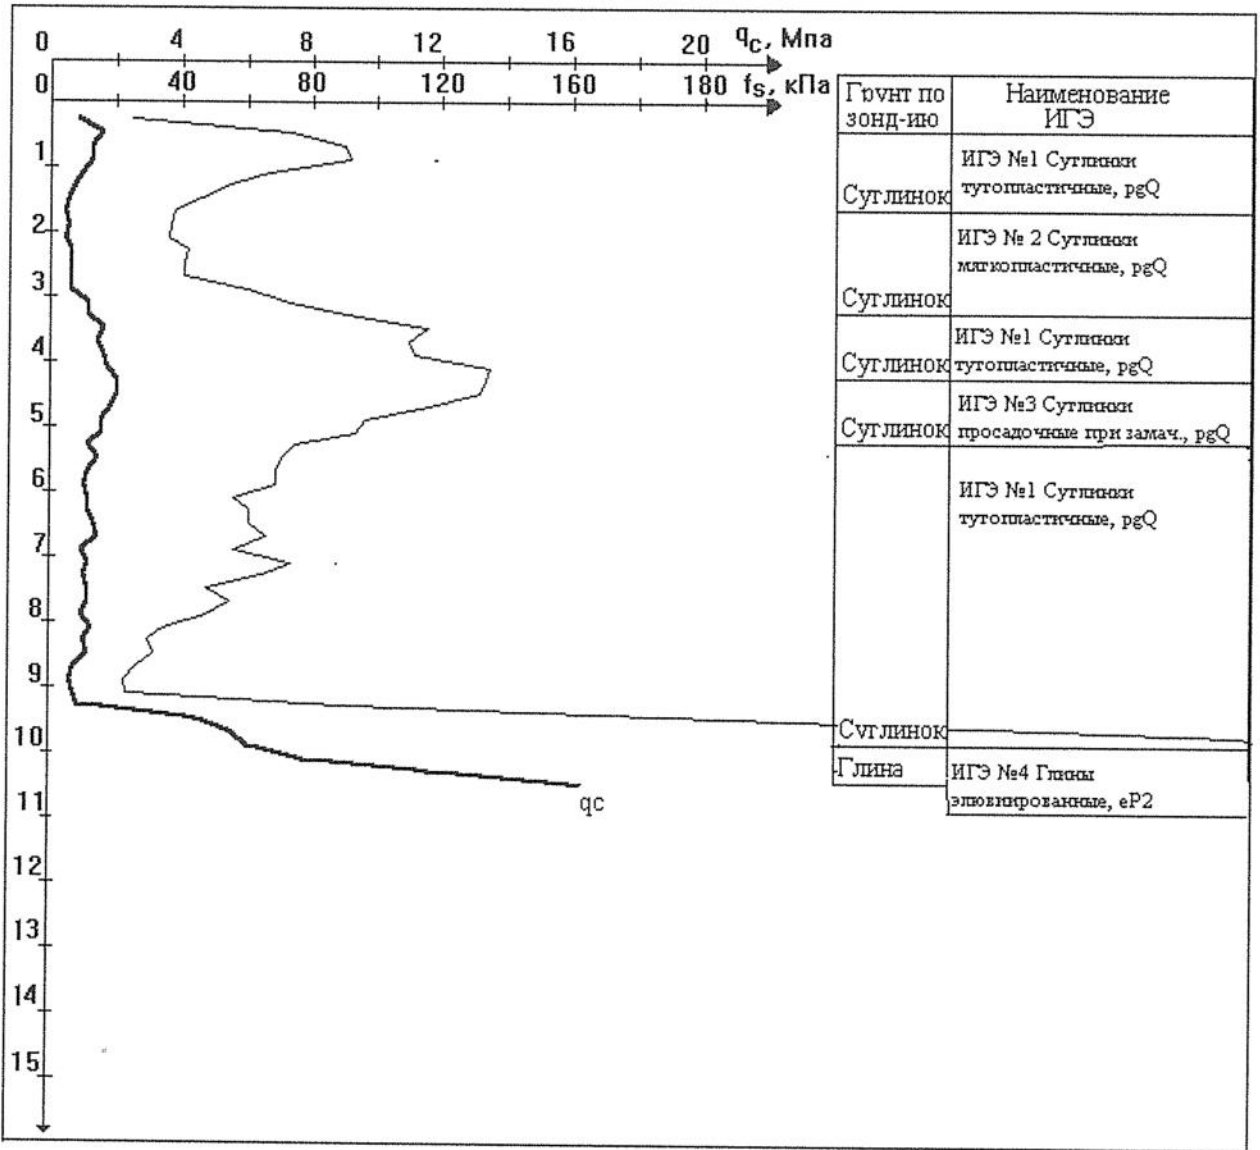 0 4 8 12 16 20 qc, Мпа
0 40 80 120 160 180 fs, кПа
Грунт по
зонд-ию
Наименование
ИГЭ
1
2
3
4
5
6
7
8
9
10
11
12
13
14
15
Суглинок
ИГЭ №1 Суглинки
тугопластичные, pgQ
Суглинок
ИГЭ № 2 Суглинки
мягкопластичные, pgQ
Суглинок
ИГЭ №1 Суглинки
тугопластичные, pgQ
Суглинок
ИГЭ №3 Суглинки
просадочные при замач., pgQ
Суглинок
ИГЭ №1 Суглинки
тугопластичные, pgQ
Глина
ИГЭ №4 Глины
элювиированные, eP2
qc